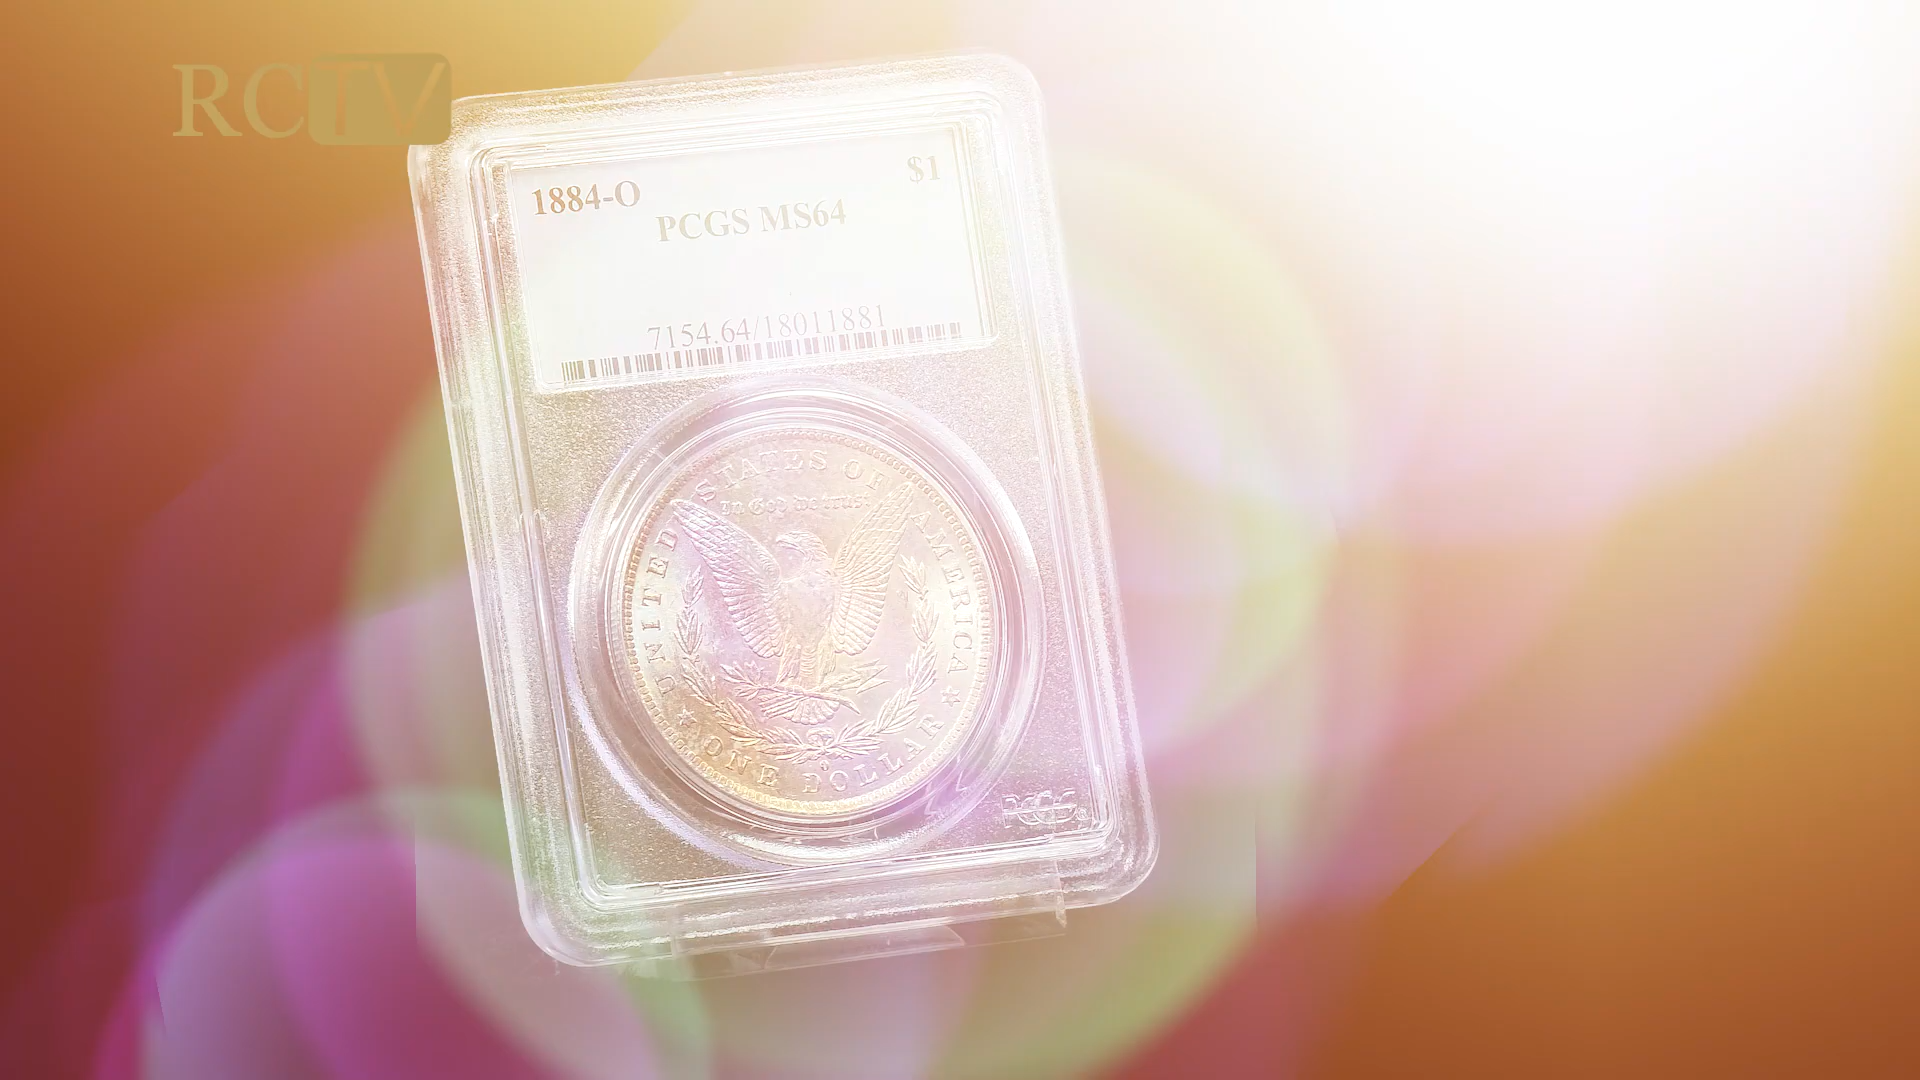 RCTV
1884-O
$1
PCGS MS64
7154.64/18011881
UNITED STATES OF AMERICA
In God we trust
ONE DOLLAR
O
PCGS